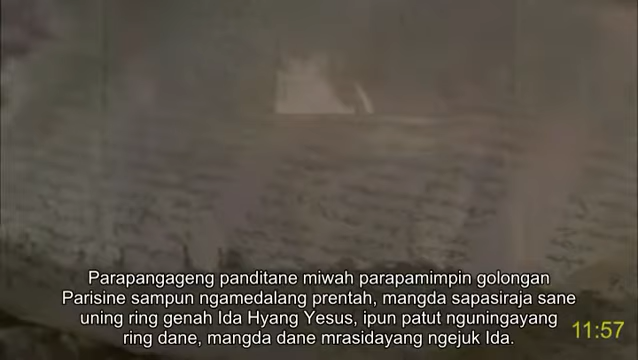 Parapangageng panditane miwah parapamimpin golongan
Parisine sampun ngamedalang prentah, mangda sapasiraja sane
uning ring genah Ida Hyang Yesus, ipun patut nguningayang
ring dane, mangda dane mrasidayang ngejuk Ida.
11:57